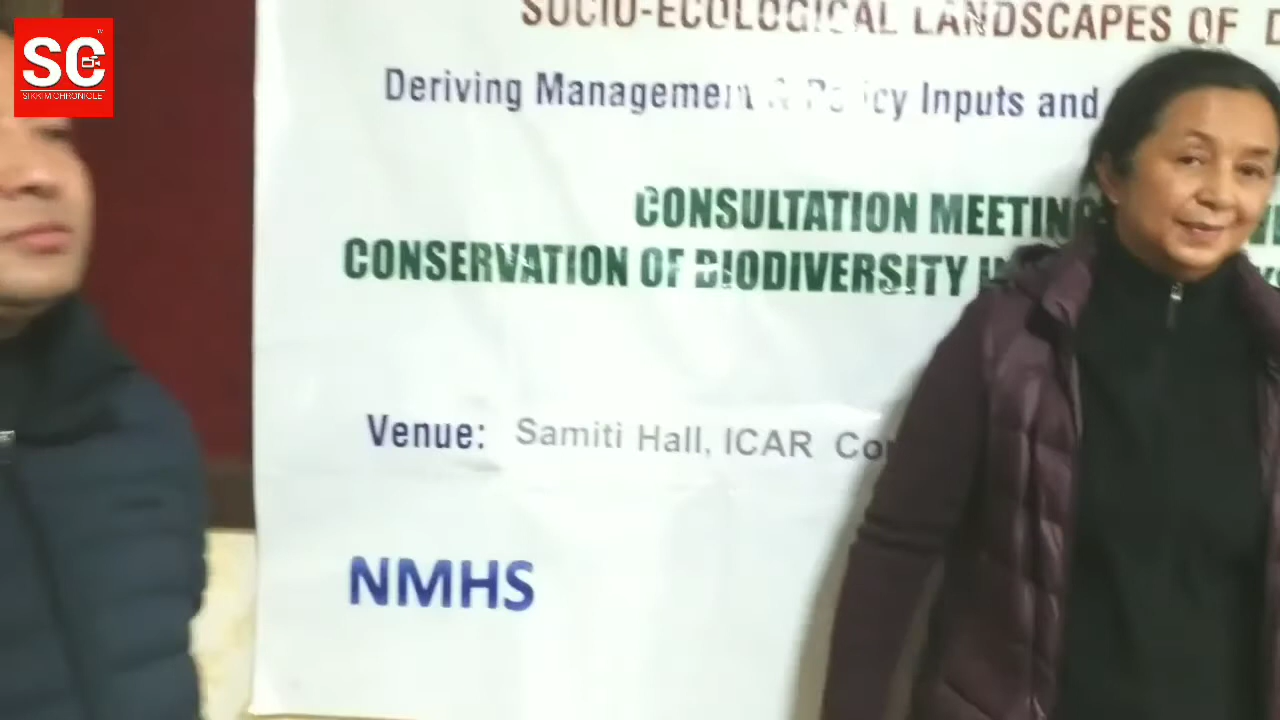 SC
SIKKIM CHRONICLE
SOCIO-ECOLOGICAL LANDSCAPES OF
Deriving Management & Policy Inputs and
CONSULTATION MEETING
CONSERVATION OF BIODIVERSITY
Venue: Samiti Hall, ICAR
NMHS